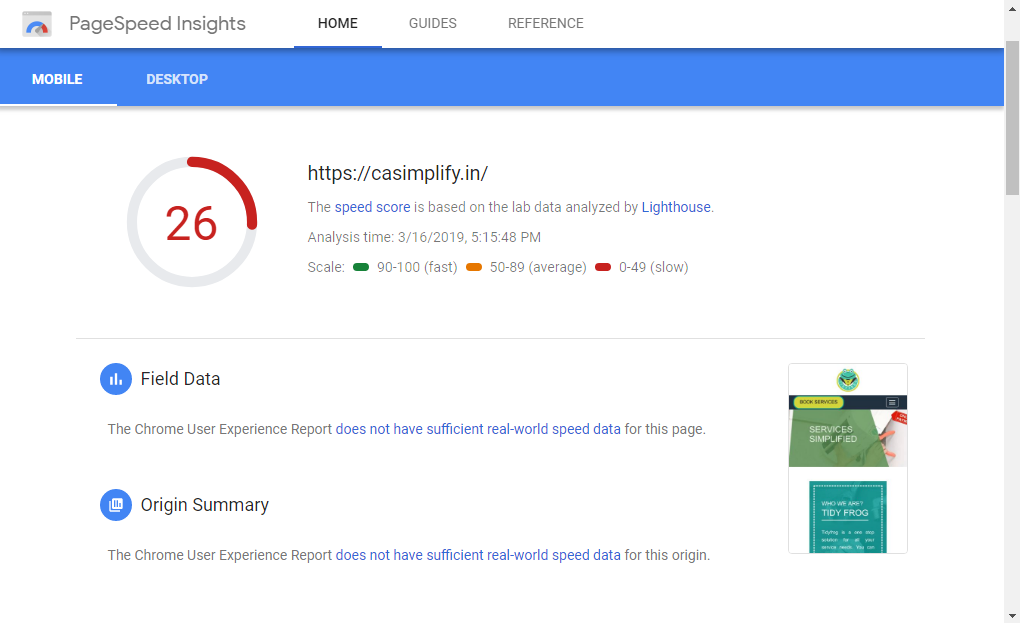 PageSpeed Insights
HOME
GUIDES
REFERENCE
MOBILE
DESKTOP
26
https://casimplify.in/
The speed score is based on the lab data analyzed by Lighthouse.
Analysis time: 3/16/2019, 5:15:48 PM
Scale: 90-100 (fast) 50-89 (average) 0-49 (slow)
Field Data
The Chrome User Experience Report does not have sufficient real-world speed data for this page.
BOOK SERVICES
SERVICES
SIMPLIFIED
WHO WE ARE?
TIDY FROG
TidyFrog is a one stop
solution for all your
service needs. You can
Origin Summary
The Chrome User Experience Report does not have sufficient real-world speed data for this origin.